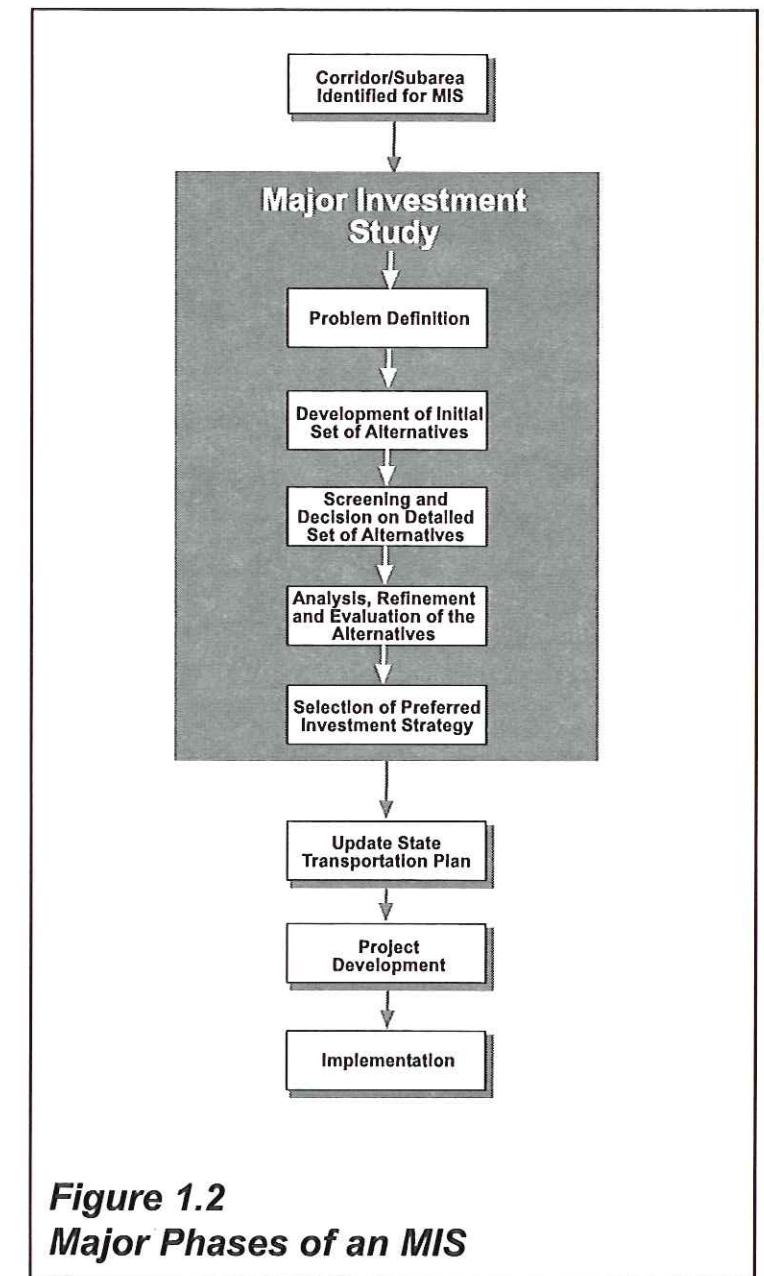 Corridor/Subarea
Identified for MIS
Major Investment
Study
Problem Definition
Development of Initial
Set of Alternatives
Screening and
Decision on Detailed
Set of Alternatives
Analysis, Refinement
and Evaluation of the
Alternatives
Selection of Preferred
Investment Strategy
Update State
Transportation Plan
Project
Development
Implementation
Figure 1.2
Major Phases of an MIS